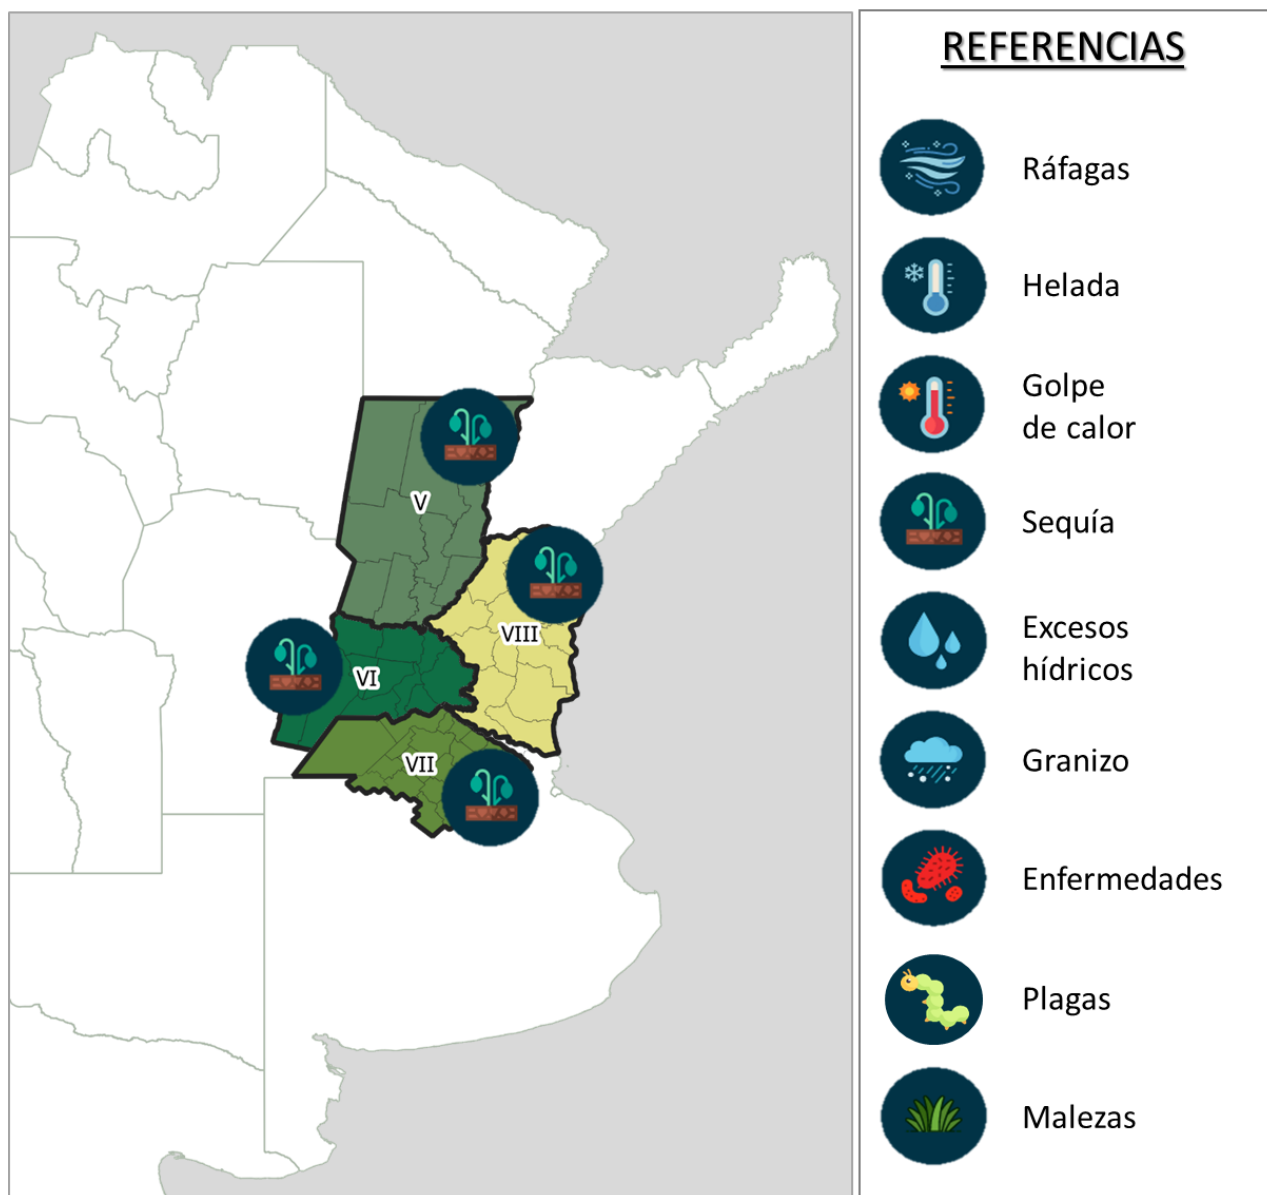 REFERENCIAS
Ráfagas
Helada
Golpe
de calor
Sequía
Excesos
hídricos
Granizo
Enfermedades
Plagas
Malezas
V
VIII
VI
VII